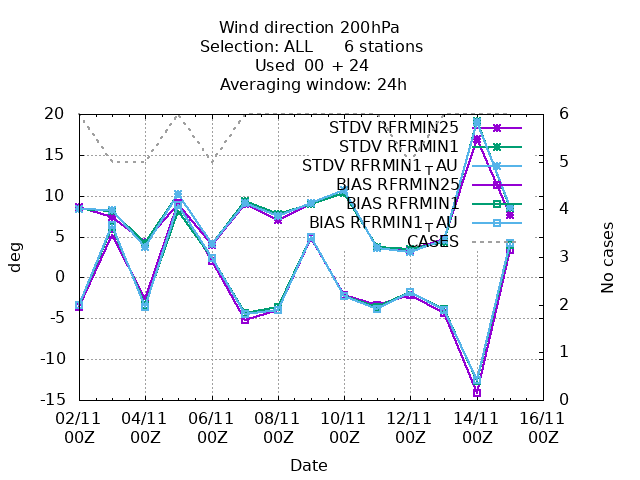 Wind direction 200hPa
Selection: ALL 6 stations
Used 00 + 24
Averaging window: 24h
20
15
10
5
0
-5
-10
-15
deg
6
5
4
3
2
1
0
No cases
STDV RFRMIN25
STDV RFRMIN1
STDV RFRMIN1TAU
BIAS RFRMIN25
BIAS RFRMIN1
BIAS RFRMIN1TAU
CASES
02/11 04/11 06/11 08/11 10/11 12/11 14/11 16/11
00Z 00Z 00Z 00Z 00Z 00Z 00Z 00Z
Date